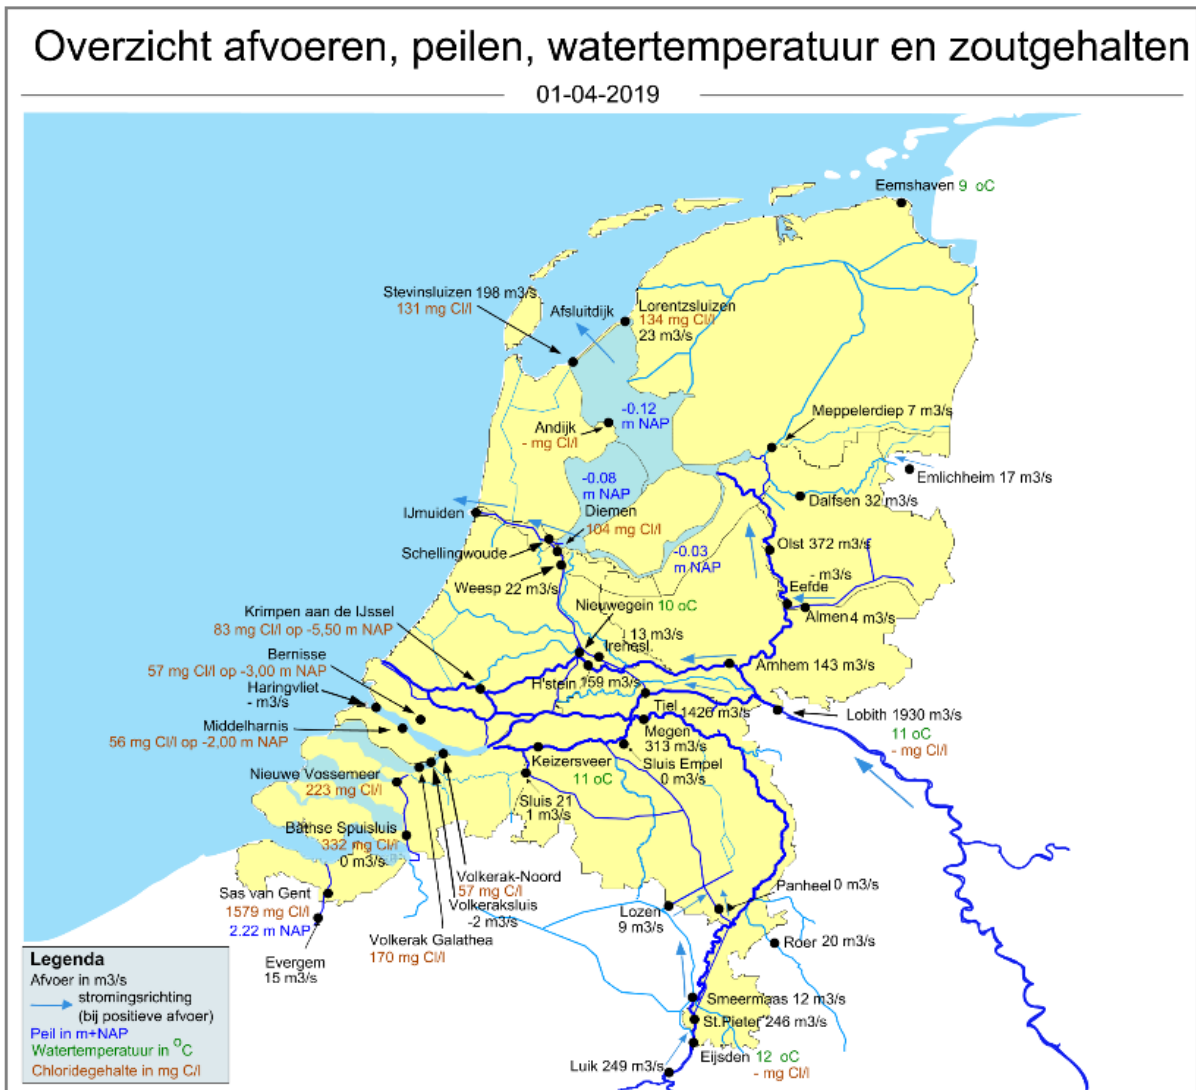 Overzicht afvoeren, peilen, watertemperatuur en zoutgehalten
01-04-2019
Eemshaven 9 oC
Stevinsluizen 198 m3/s
131 mg Cl/l
Afsluitdijk
Lorentzsluizen
134 mg Cl/l
23 m3/s
-0.12
m NAP
Andijk
- mg Cl/l
Meppelerdiep 7 m3/s
Emlichheim 17 m3/s
-0.08
m NAP
Dalfsen 32 m3/s
IJmuiden
Diemen
104 mg Cl/l
Schellingwoude
Olst 372 m3/s
-0.03
m NAP
- m3/s
Weesp 22 m3/s
Eefde
Almen 4 m3/s
Nieuwegein 10 oC
Krimpen aan de IJssel
83 mg Cl/l op -5,50 m NAP
13 m3/s
Irenesl.
Bernisse
57 mg Cl/l op -3,00 m NAP
Arnhem 143 m3/s
H'stein 159 m3/s
Haringvliet
- m3/s
Tiel 1426 m3/s
Lobith 1930 m3/s
11 oC
- mg Cl/l
Middelharnis
56 mg Cl/l op -2,00 m NAP
Megen
313 m3/s
Keizersveer
11 oC
Sluis Empel
0 m3/s
Nieuwe Vossemeer
223 mg Cl/l
Sluis 21
1 m3/s
Bathse Spuisluis
332 mg Cl/l
0 m3/s
Volkerak-Noord
57 mg C/l
Volkeraksluis
-2 m3/s
Panheel 0 m3/s
Sas van Gent
1579 mg Cl/l
2.22 m NAP
Lozen
9 m3/s
Volkerak Galathea
170 mg Cl/l
Roer 20 m3/s
Evergem
15 m3/s
Smeermaas 12 m3/s
St.Pieter 246 m3/s
Eijsden 12 oC
- mg Cl/l
Luik 249 m3/s
Legenda
Afvoer in m3/s
stromingsrichting
(bij positieve afvoer)
Peil in m+NAP
Watertemperatuur in °C
Chloridegehalte in mg C/l